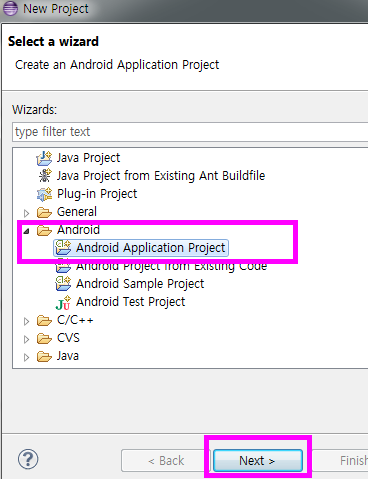 New Project
Select a wizard
Create an Android Application Project
Wizards:
type filter text
Java Project
Java Project from Existing Ant Buildfile
Plug-in Project
General
Android
Android Application Project
Android Project from Existing Code
Android Sample Project
Android Test Project
C/C++
CVS
Java
? < Back Next > Finish